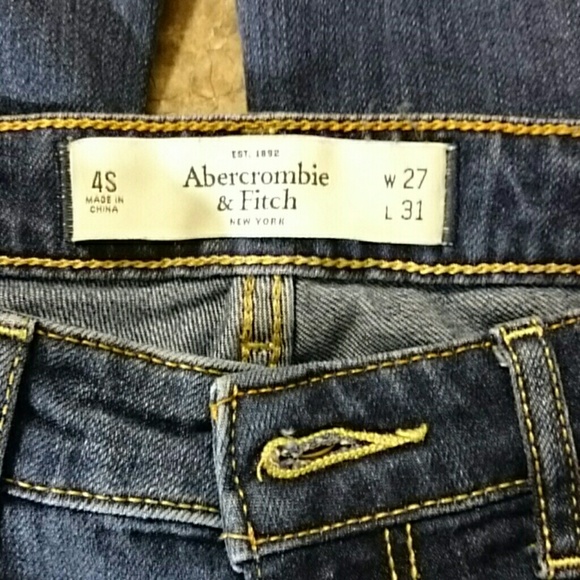 4S
MADE IN
CHINA
EST. 1892
Abercrombie
& Fitch
NEW YORK
W 27
L 31